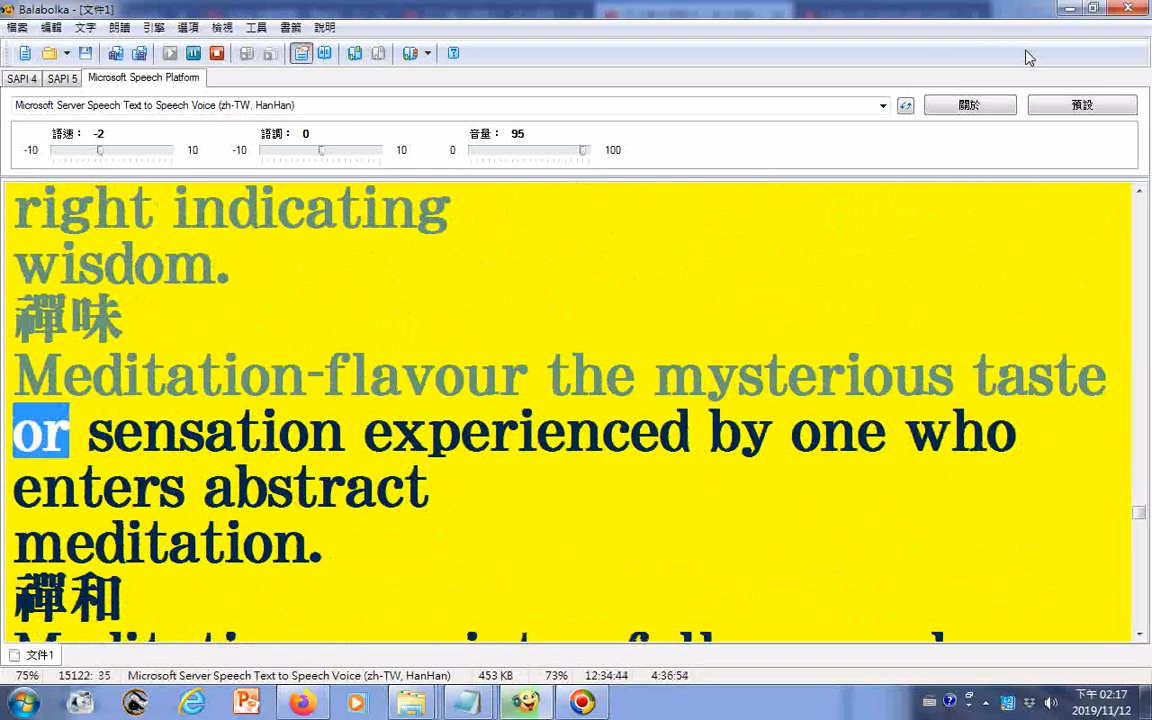 Balabolka - [文件1]
檔案 編輯 文字 朗讀 引擎 選項 檢視 工具 書籤 說明
SAPI 4 SAPI 5 Microsoft Speech Platform
Microsoft Server Speech Text to Speech Voice (zh-TW, HanHan) 關於 預設
語速: -2 語調: 0 音量: 95
-10 10 -10 10 0 100
right indicating
wisdom.
禪味
Meditation-flavour the mysterious taste
or sensation experienced by one who
enters abstract
meditation.
禪和
文件1
75% 15122: 35 Microsoft Server Speech Text to Speech Voice (zh-TW, HanHan) 453 KB 73% 12:34:44 4:36:54
下午 02:17
2019/11/12